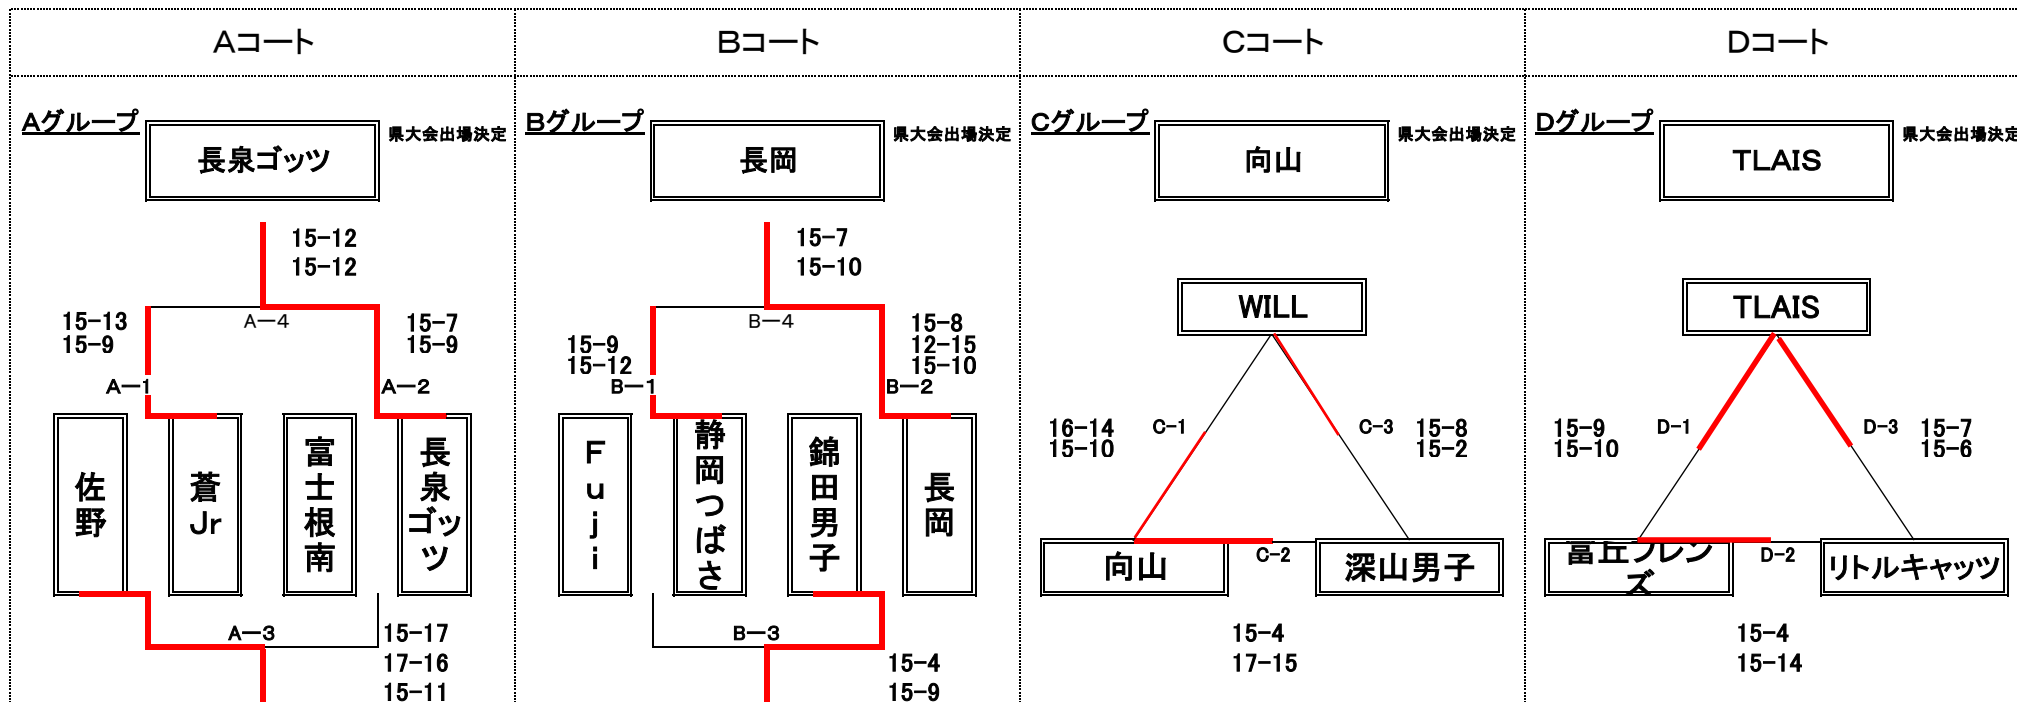 Aコート
Bコート
Cコート
Dコート
Aグループ
長泉ゴッツ
県大会出場決定
15-12
15-12
15-13
15-9
A-4
15-7
15-9
A-1
A-2
佐野
蒼Jr
富士根南
長泉ゴッツ
A-3
15-17
17-16
15-11
Bグループ
長岡
県大会出場決定
15-7
15-10
15-9
15-12
B-4
15-8
12-15
15-10
B-1
B-2
Fuji
静岡つばさ
錦田男子
長岡
B-3
15-4
15-9
Cグループ
向山
県大会出場決定
WILL
16-14
15-10
C-1
C-3
15-8
15-2
向山
C-2
深山男子
15-4
17-15
Dグループ
TLAIS
県大会出場決定
TLAIS
15-9
15-10
D-1
D-3
15-7
15-6
富丘フレン
ズ
D-2
リトルキャッツ
15-4
15-14